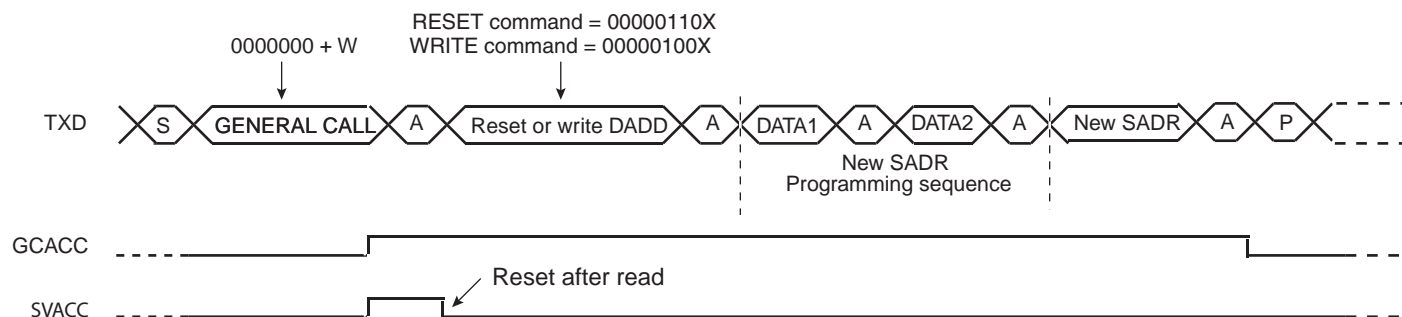 RESET command = 00000110X
0000000 + W
WRITE command = 00000100X
TXD
S
GENERAL CALL
A
Reset or write DADD
A
DATA1
A
DATA2
A
New SADR
A
P
New SADR
Programming sequence
GCACC
Reset after read
SVACC